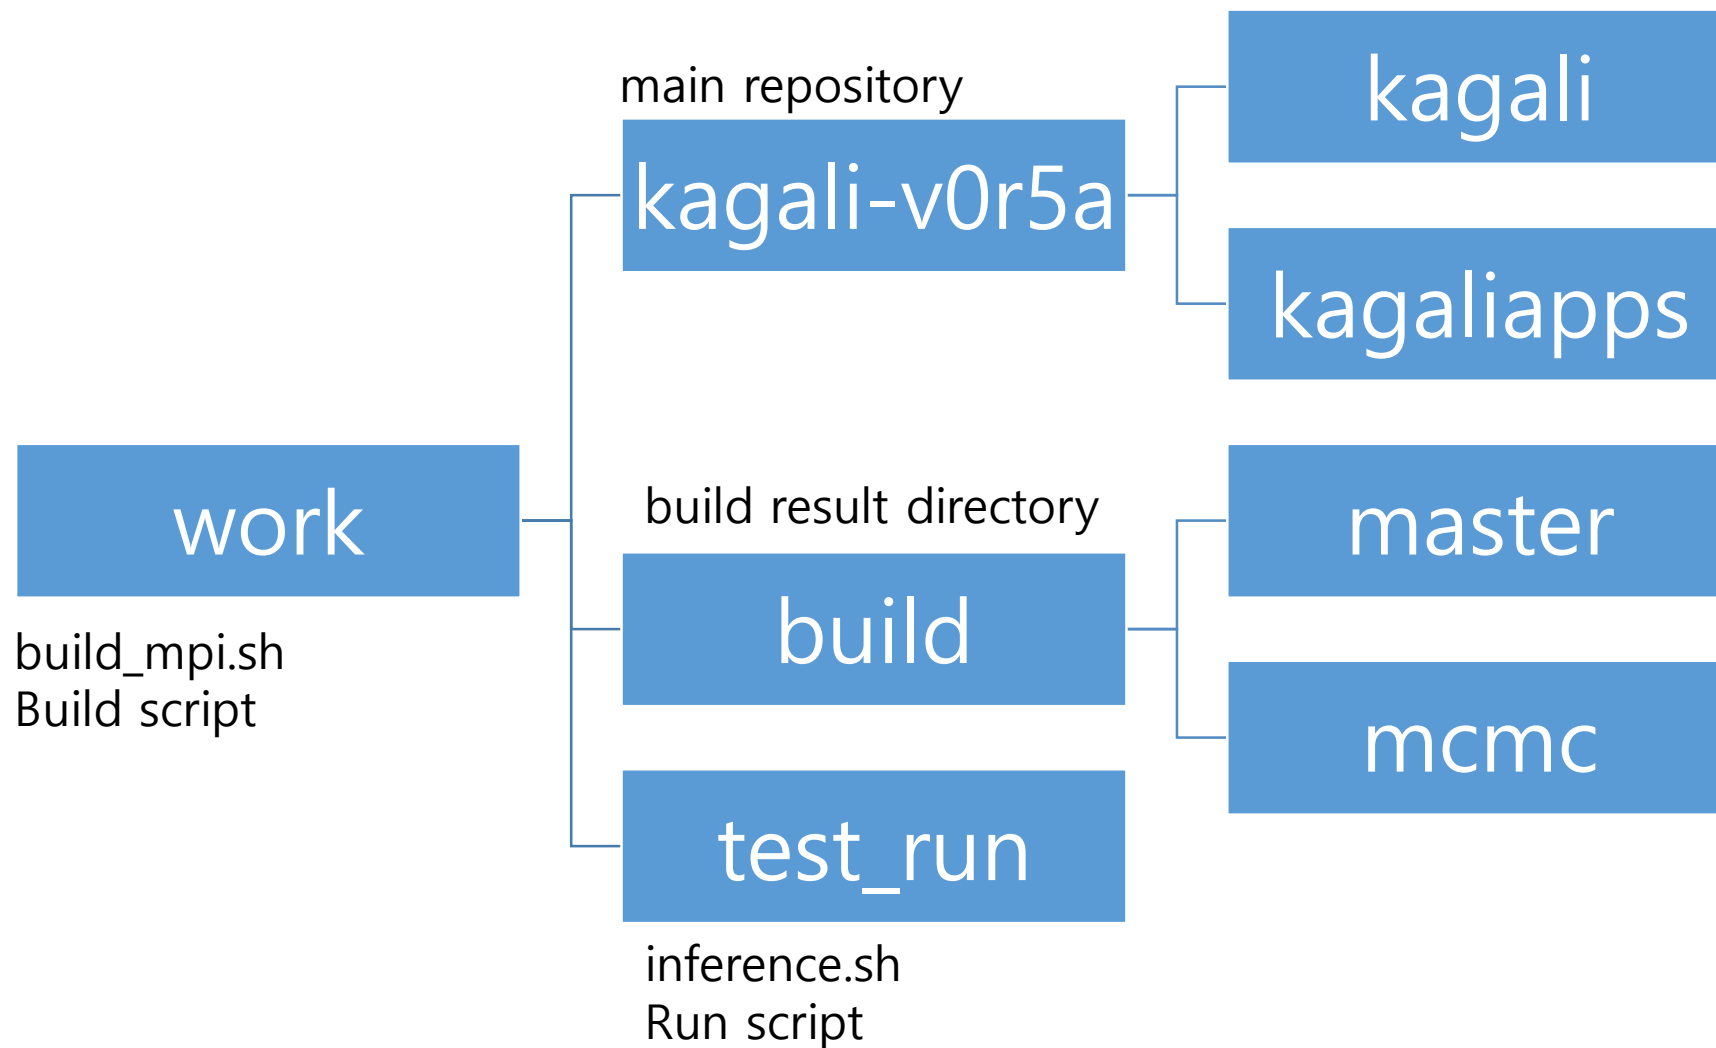 main repository
kagali-v0r5a
kagali
kagaliapps
work
build_mpi.sh
Build script
build result directory
build
master
mcmc
test_run
inference.sh
Run script